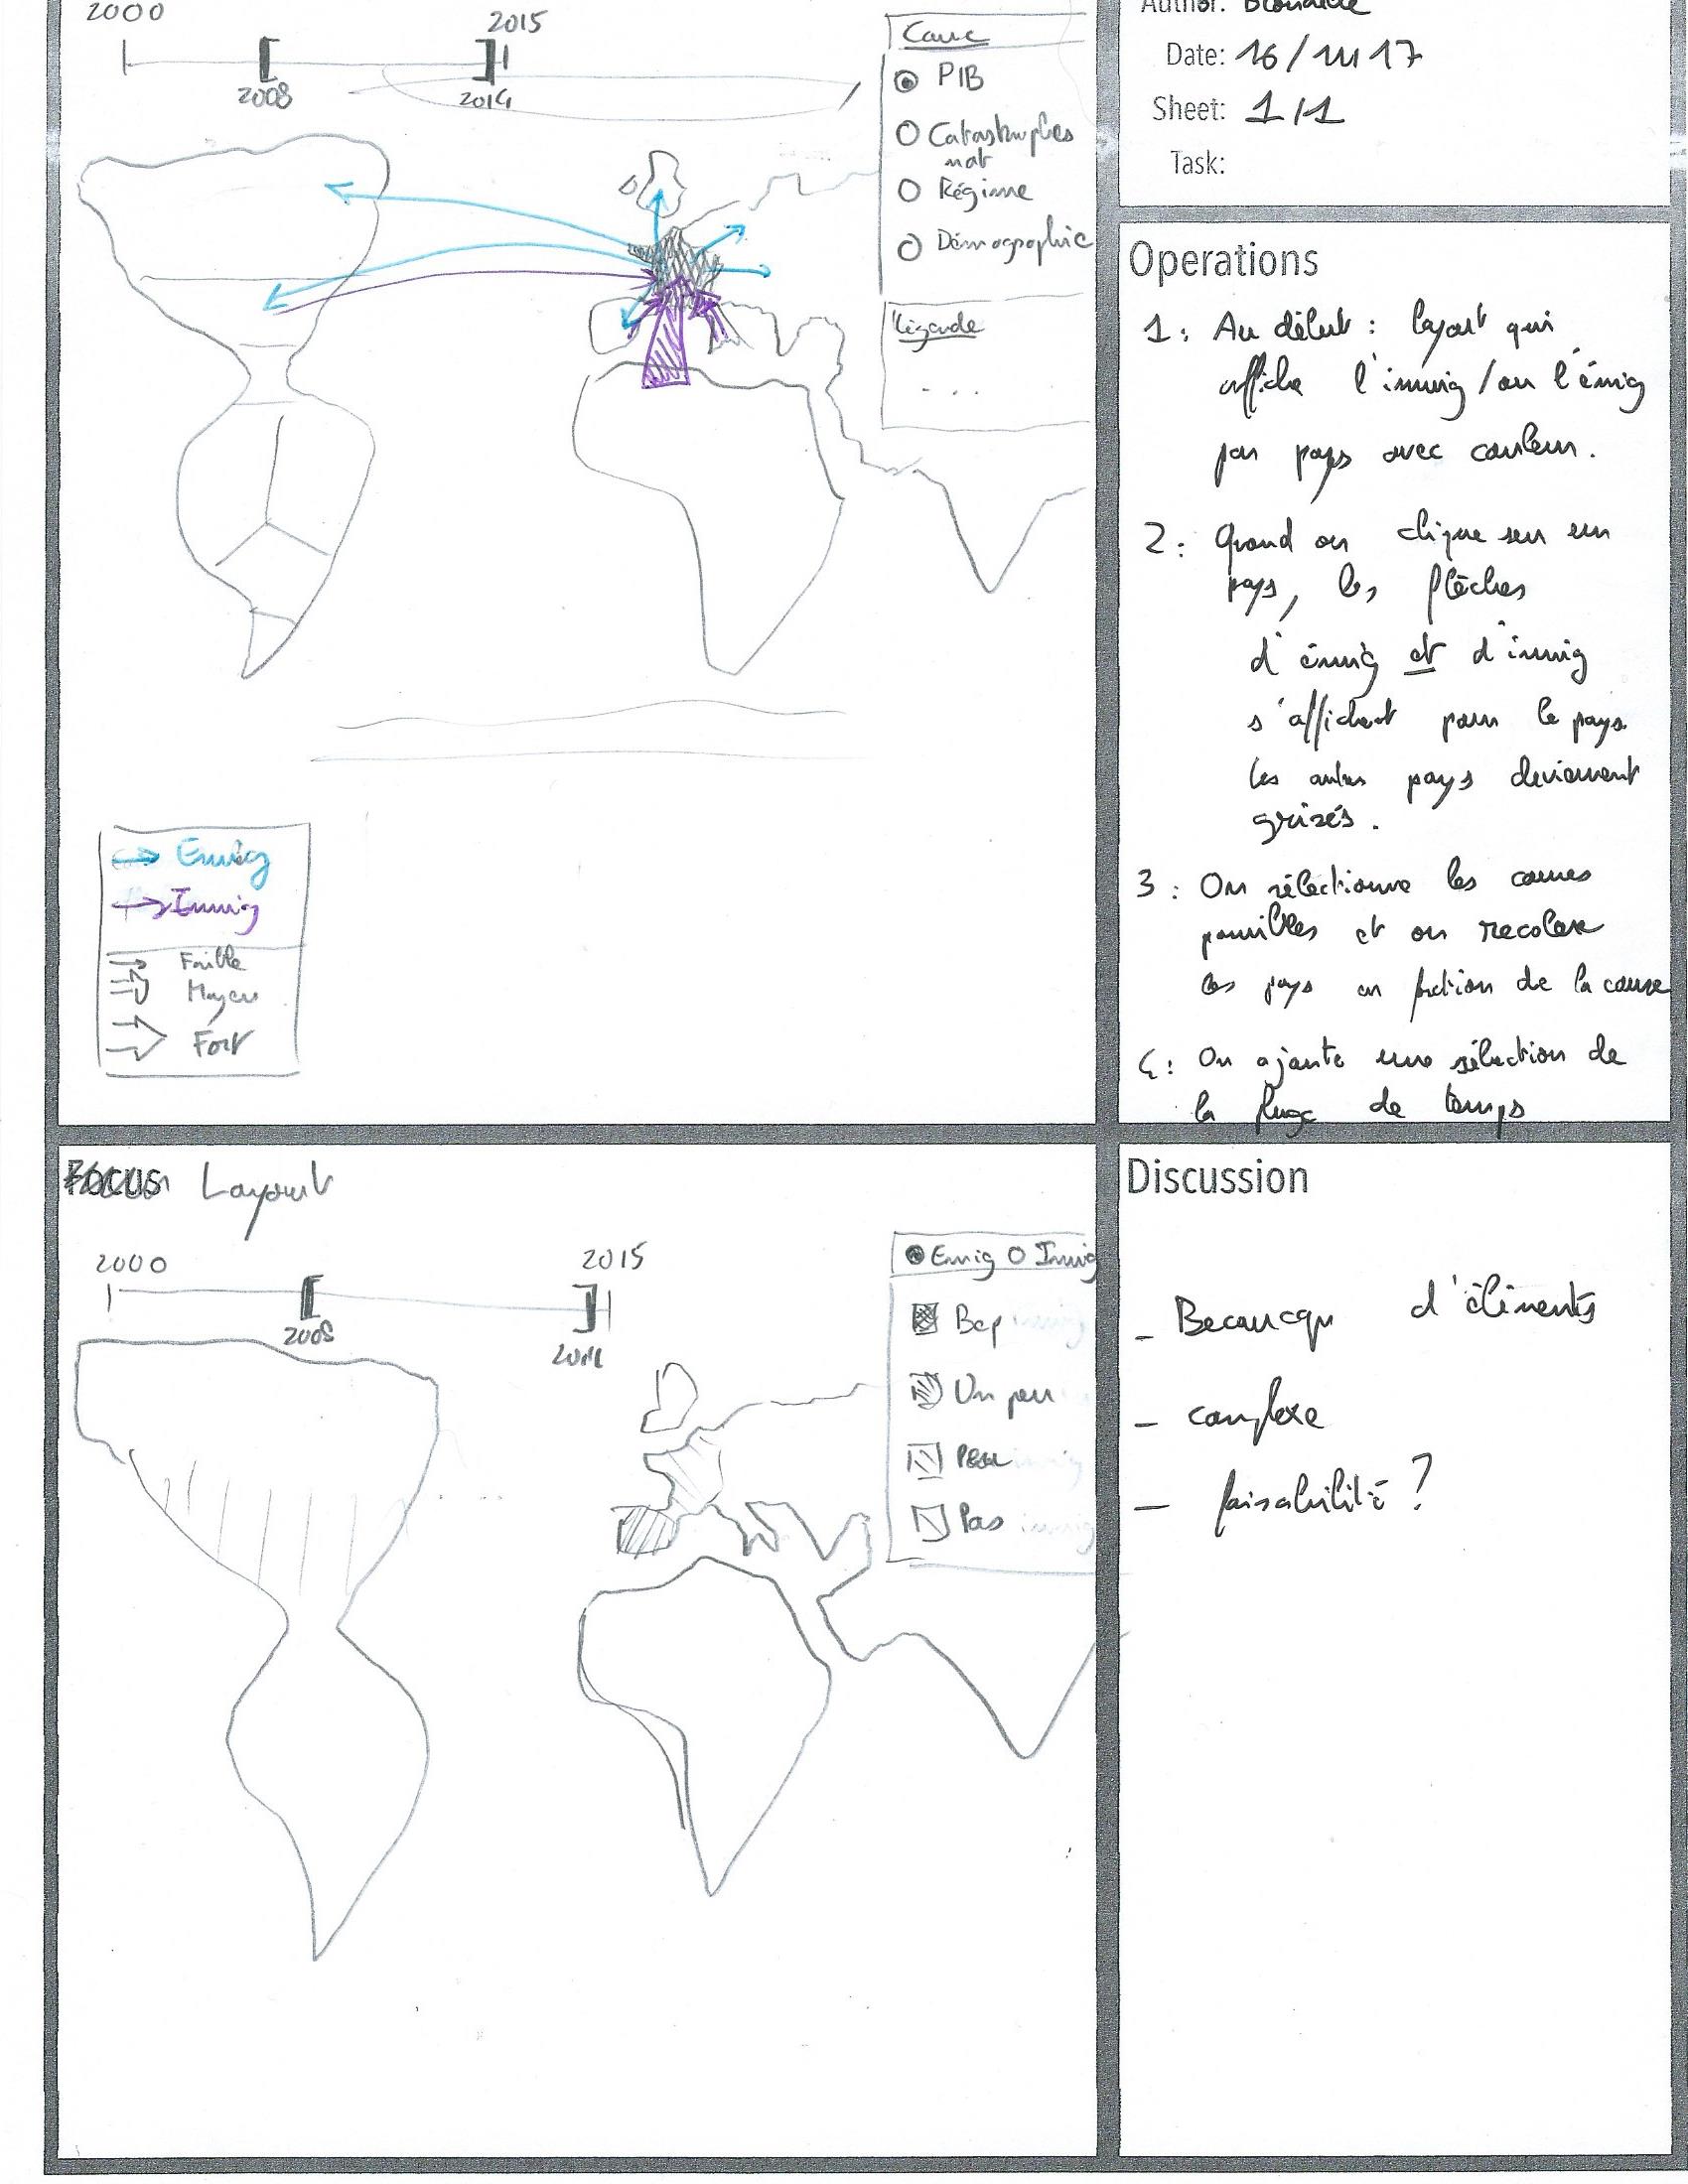 2000
2015
2008
2014
Cause
PIB
Catastrophes
nat
Régime
Démographie
Légende
...
Emig
Immig
Faible
Moyen
Fort
Author:
Date: 16/11/17
Sheet: 1/1
Task:
Operations
1: Au début : layout qui
affiche l'immig/ou l'émig
par pays avec couleur.
2: Quand on clique sur un
pays, les flèches
d'émig et d'immig
s'affichent pour le pays
les autres pays deviennent
grisés.
3: On sélectionne les causes
possibles et on recolore
les pays en fonction de la cause
4: On ajoute une sélection de
la plage de temps
FOCUS Layout
2000
2015
2008
2014
Emig Immig
Bcp
Un peu
Peu
Pas
Discussion
- Beaucoup d'éléments
- complexe
- faisabilité ?